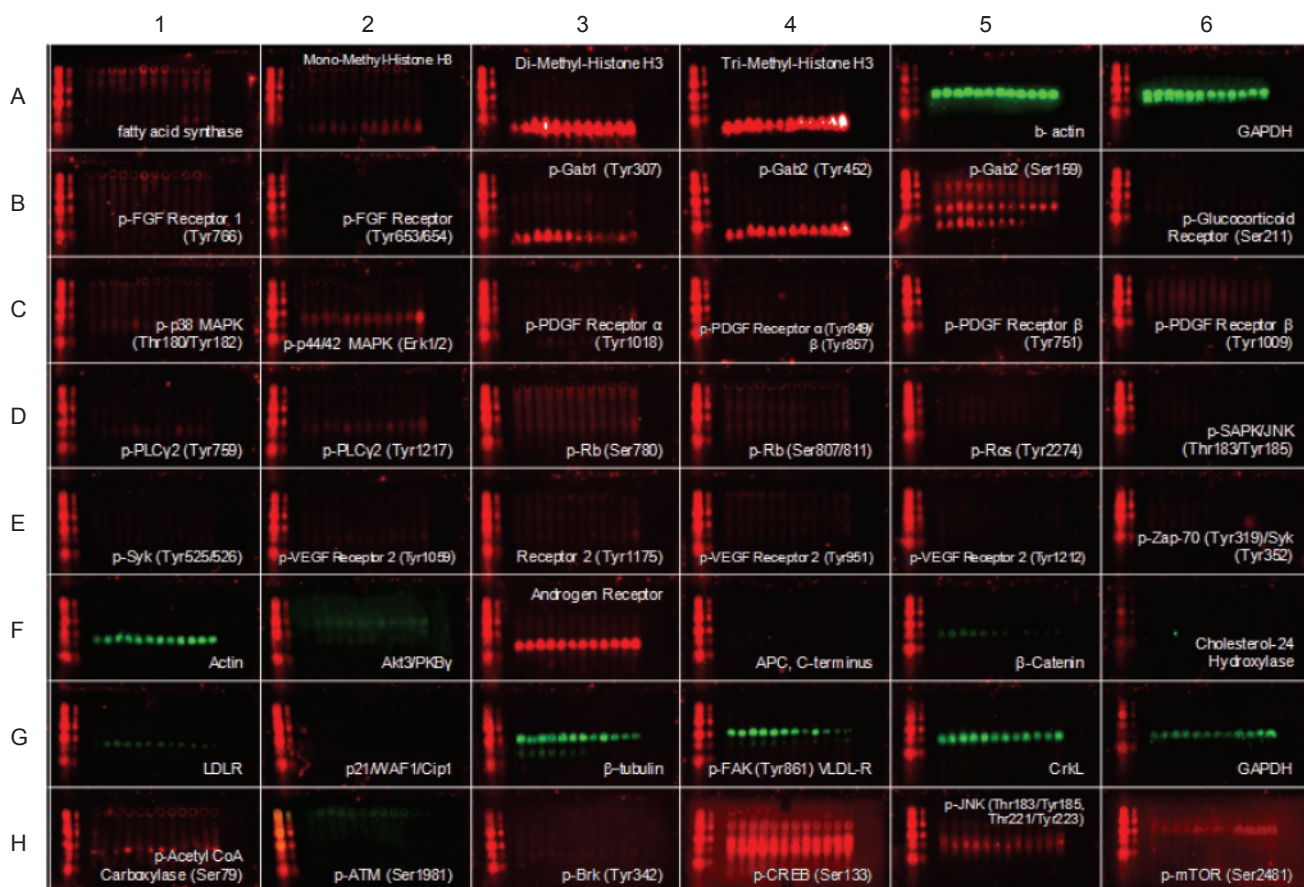 1 2 3 4 5 6
A
Mono-Methyl-Histone H3
Di-Methyl-Histone H3
Tri-Methyl-Histone H3
fatty acid synthase
b- actin
GAPDH
B
p-Gab1 (Tyr307)
p-Gab2 (Tyr452)
p-Gab2 (Ser159)
p-FGF Receptor 1
(Tyr766)
p-FGF Receptor
(Tyr653/654)
p-Glucocorticoid
Receptor (Ser211)
C
p-p38 MAPK
(Thr180/Tyr182)
p-p44/42 MAPK (Erk1/2)
p-PDGF Receptor α
(Tyr1018)
p-PDGF Receptor α (Tyr849)/
β (Tyr857)
p-PDGF Receptor β
(Tyr751)
p-PDGF Receptor β
(Tyr1009)
D
p-PLCγ2 (Tyr759)
p-PLCγ2 (Tyr1217)
p-Rb (Ser780)
p-Rb (Ser807/811)
p-Ros (Tyr2274)
p-SAPK/JNK
(Thr183/Tyr185)
E
p-Syk (Tyr525/526)
p-VEGF Receptor 2 (Tyr1059)
Receptor 2 (Tyr1175)
p-VEGF Receptor 2 (Tyr951)
p-VEGF Receptor 2 (Tyr1212)
p-Zap-70 (Tyr319)/Syk
(Tyr352)
F
Actin
Akt3/PKBγ
Androgen Receptor
APC, C-terminus
β-Catenin
Cholesterol-24
Hydroxylase
G
LDLR
p21/WAF1/Cip1
β-tubulin
p-FAK (Tyr861) VLDL-R
CrkL
GAPDH
H
p-Acetyl CoA
Carboxylase (Ser79)
p-ATM (Ser1981)
p-Brk (Tyr342)
p-CREB (Ser133)
p-JNK (Thr183/Tyr185,
Thr221/Tyr223)
p-mTOR (Ser2481)